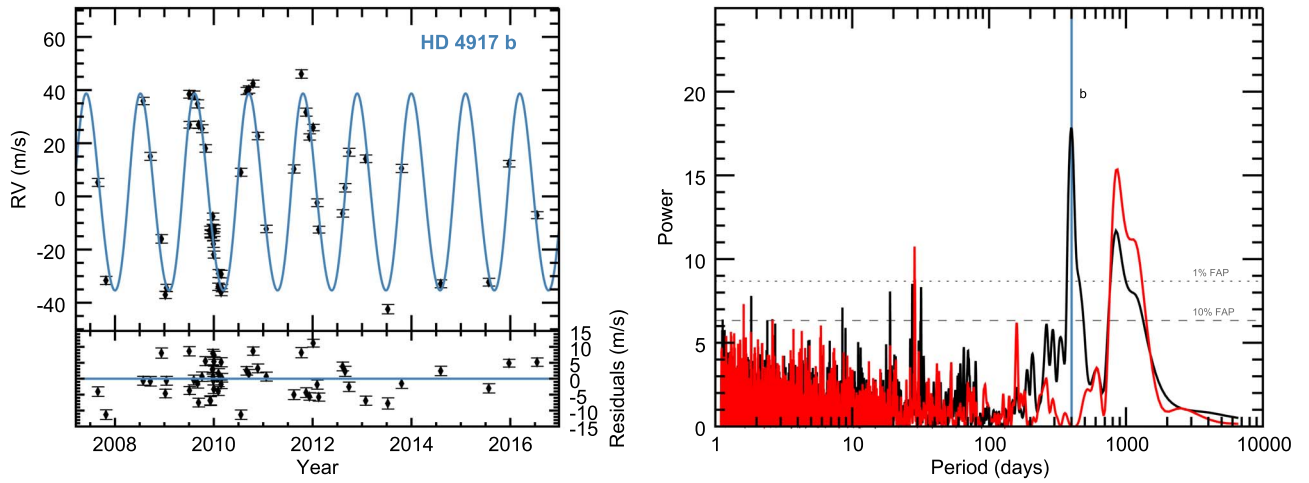 HD 4917 b
RV (m/s)
60
40
20
0
-20
-40
15
10
5
0
-5
-10
-15
Residuals (m/s)
2008 2010 2012 2014 2016
Year
Power
20
15
10
5
0
b
1% FAP
10% FAP
1 10 100 1000 10000
Period (days)